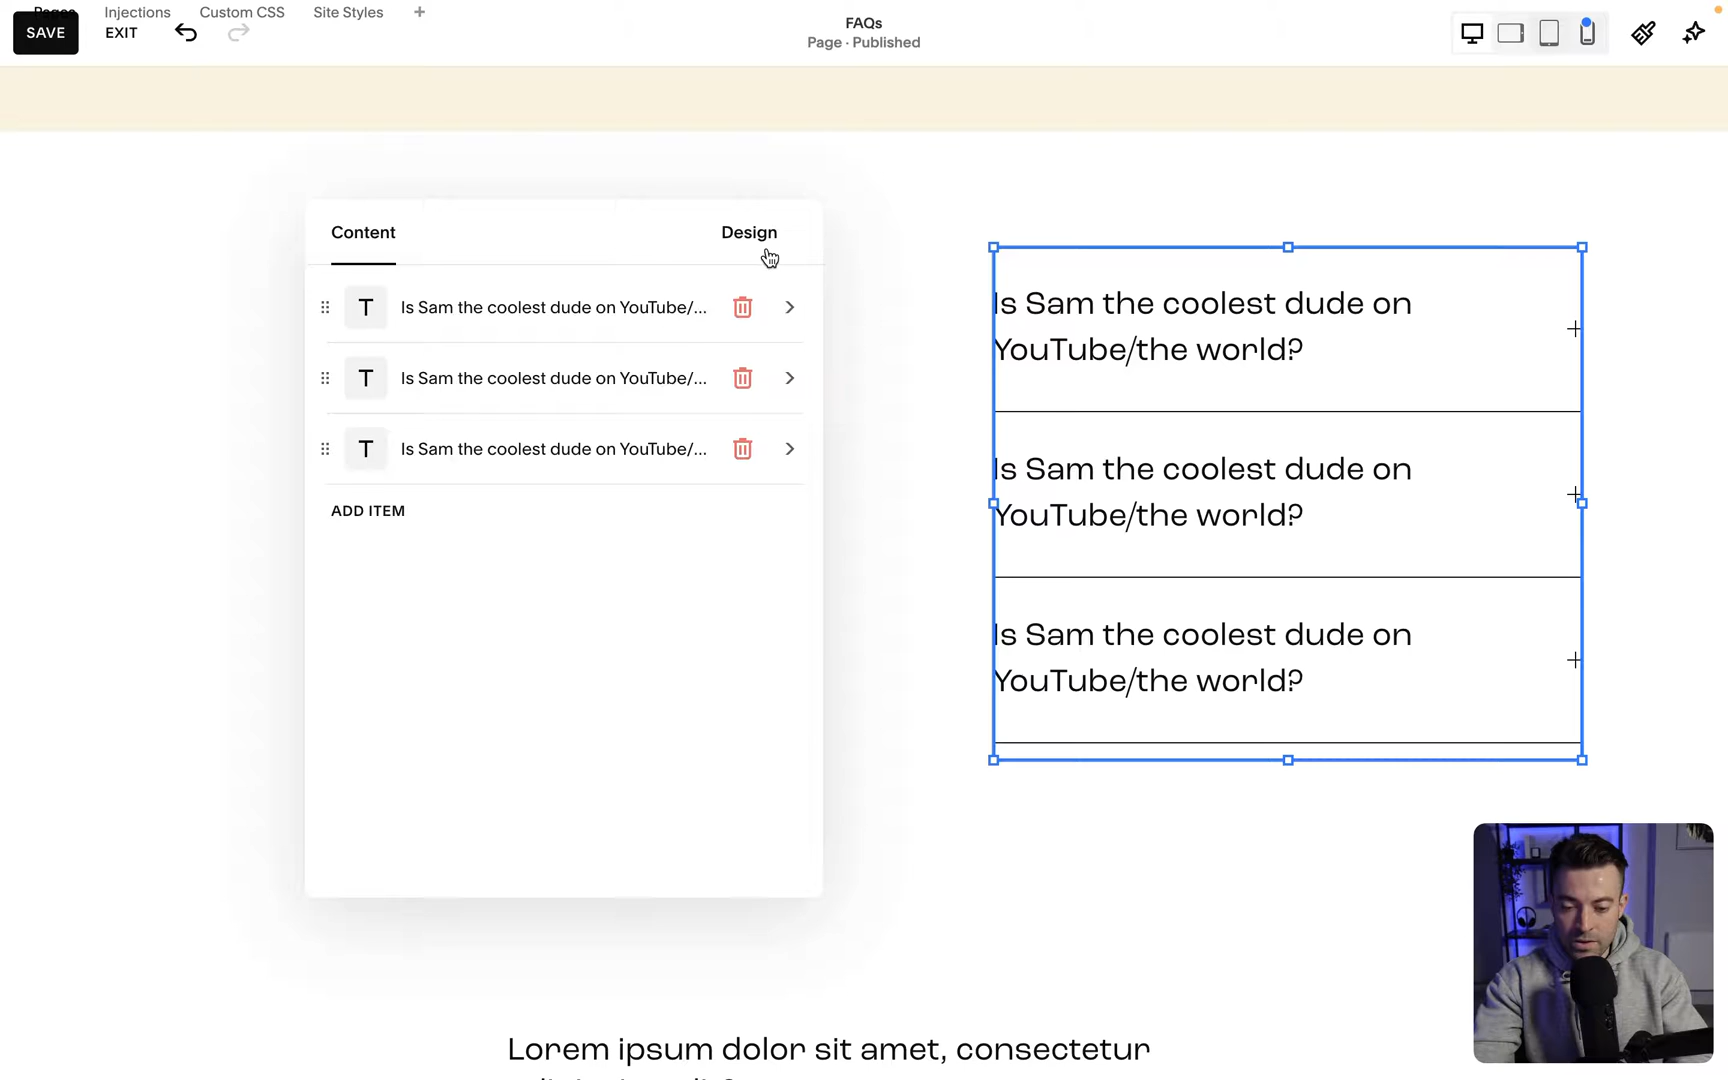 Pages Injections Custom CSS Site Styles +
SAVE EXIT
FAQs
Page · Published
Content Design
T Is Sam the coolest dude on YouTube/...
T Is Sam the coolest dude on YouTube/...
T Is Sam the coolest dude on YouTube/...
ADD ITEM
Is Sam the coolest dude on
YouTube/the world?
Is Sam the coolest dude on
YouTube/the world?
Is Sam the coolest dude on
YouTube/the world?
Lorem ipsum dolor sit amet, consectetur